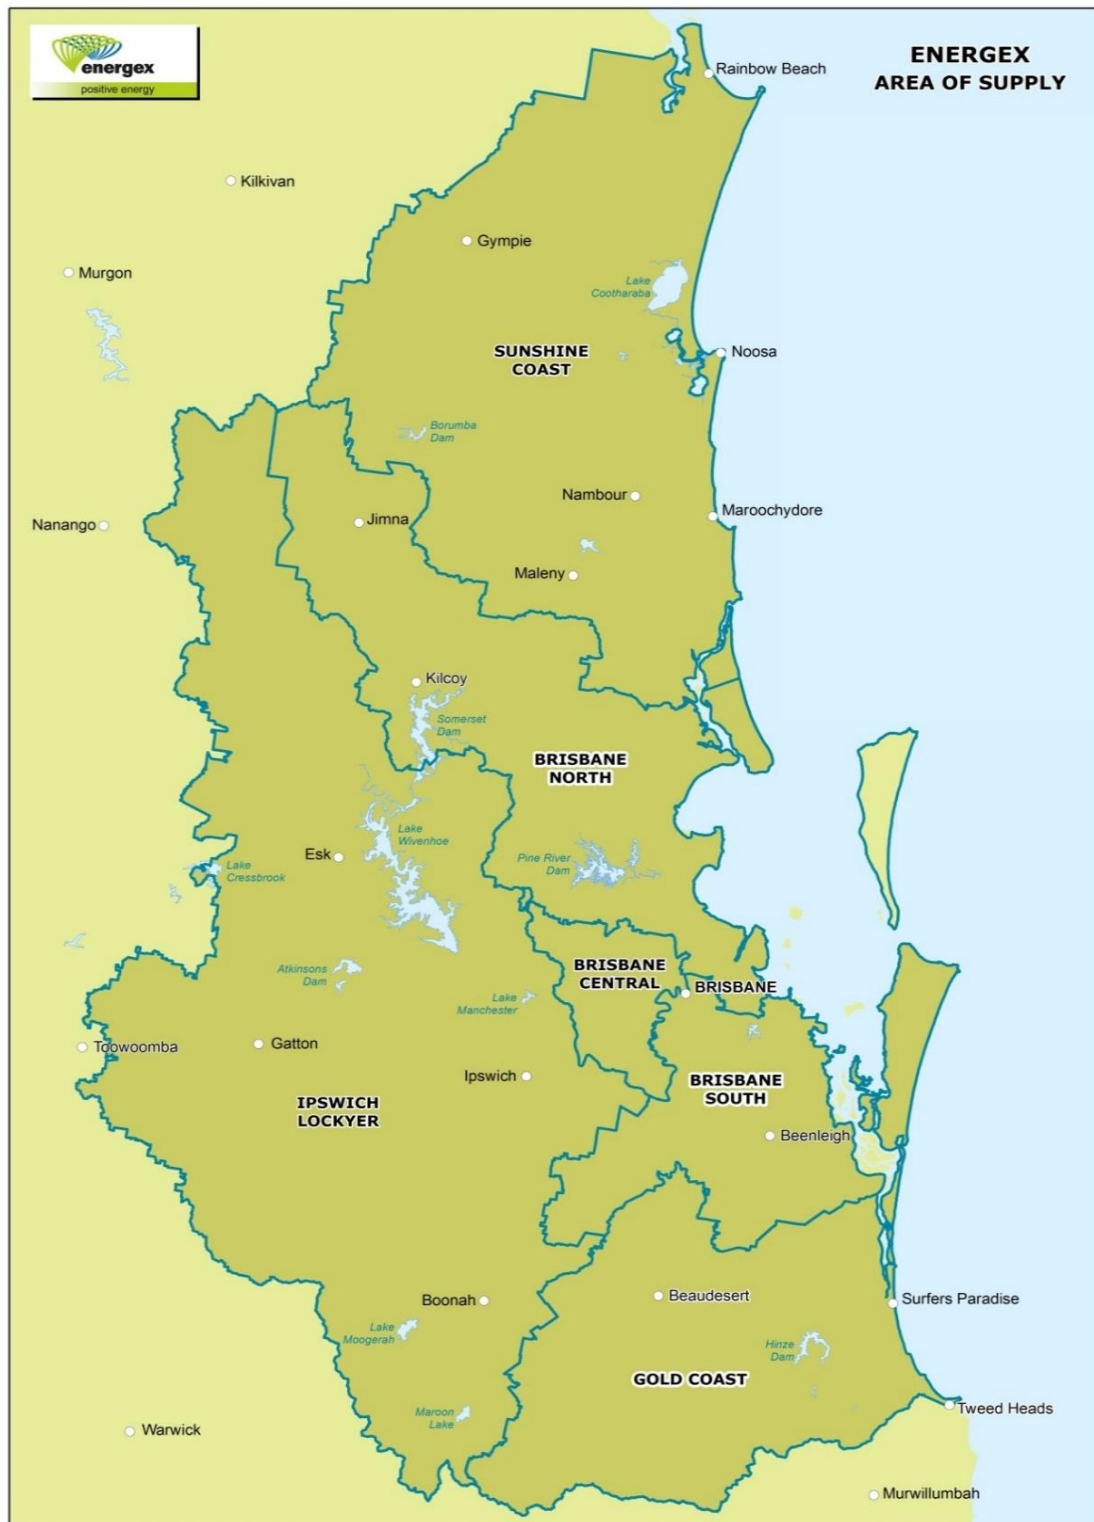 energex
positive energy
ENERGEX
AREA OF SUPPLY
Rainbow Beach
Kilkivan
Gympie
Murgon
Lake
Cootharaba
SUNSHINE
COAST
Noosa
Borumba
Dam
Nambour
Maroochydore
Nanango
Jimna
Maleny
Kilcoy
Somerset
Dam
BRISBANE
NORTH
Lake
Wivenhoe
Esk
Pine River
Dam
Lake
Cressbrook
BRISBANE
CENTRAL
Atkinsons
Dam
BRISBANE
Lake
Manchester
Toowoomba
Gatton
Ipswich
BRISBANE
SOUTH
IPSWICH
LOCKYER
Beenleigh
Boonah
Beaudesert
Surfers Paradise
Lake
Moogerah
Hinze
Dam
GOLD COAST
Maroon
Lake
Tweed Heads
Warwick
Murwillumbah